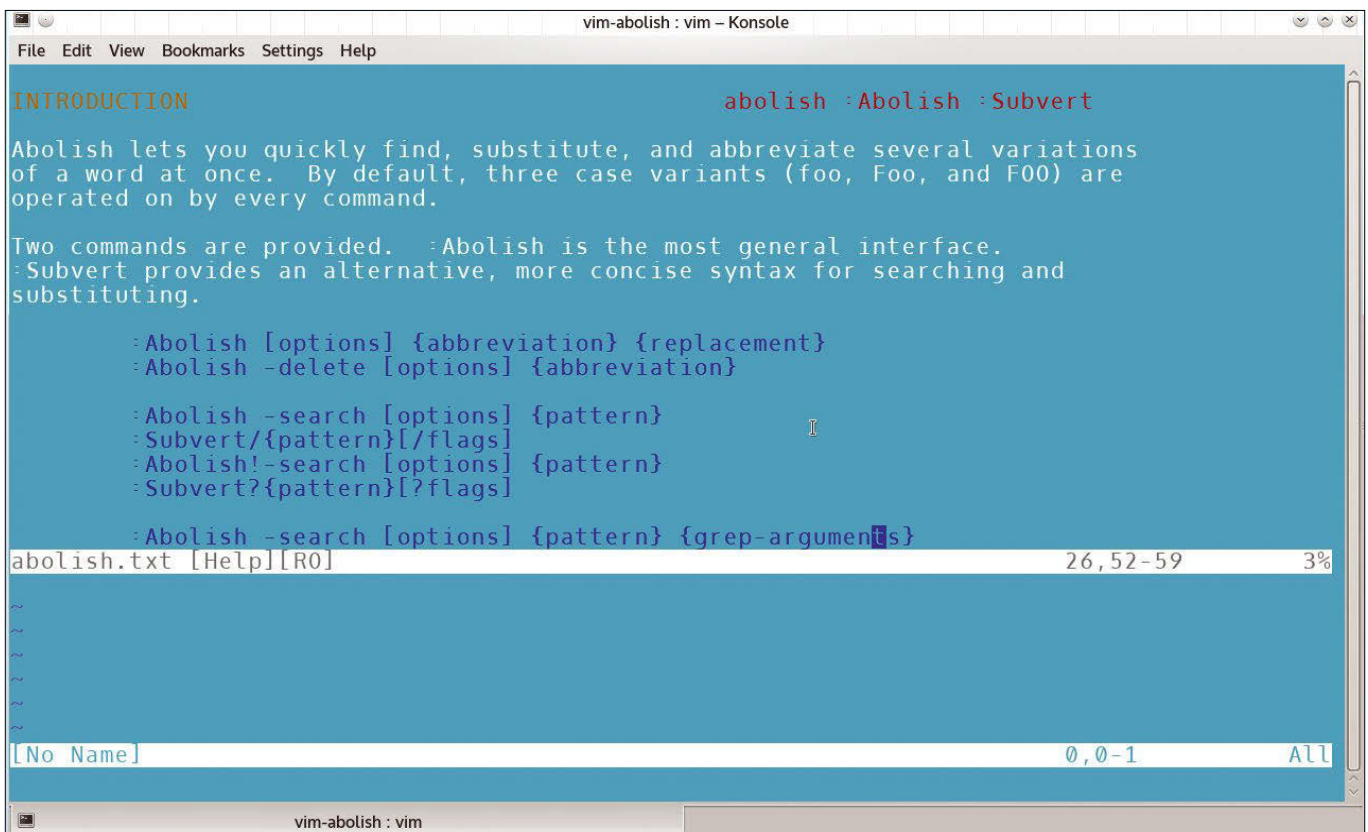 vim-abolish : vim – Konsole
File Edit View Bookmarks Settings Help
INTRODUCTION abolish :Abolish :Subvert
Abolish lets you quickly find, substitute, and abbreviate several variations
of a word at once.  By default, three case variants (foo, Foo, and FOO) are
operated on by every command.
Two commands are provided.  :Abolish is the most general interface.
:Subvert provides an alternative, more concise syntax for searching and
substituting.
:Abolish [options] {abbreviation} {replacement}
:Abolish -delete [options] {abbreviation}
:Abolish -search [options] {pattern}
:Subvert/{pattern}[/flags]
:Abolish!-search [options] {pattern}
:Subvert?{pattern}[?flags]
:Abolish -search [options] {pattern} {grep-arguments}
abolish.txt [Help][RO] 26,52-59 3%
~
~
~
~
~
~
[No Name] 0,0-1 All
vim-abolish : vim